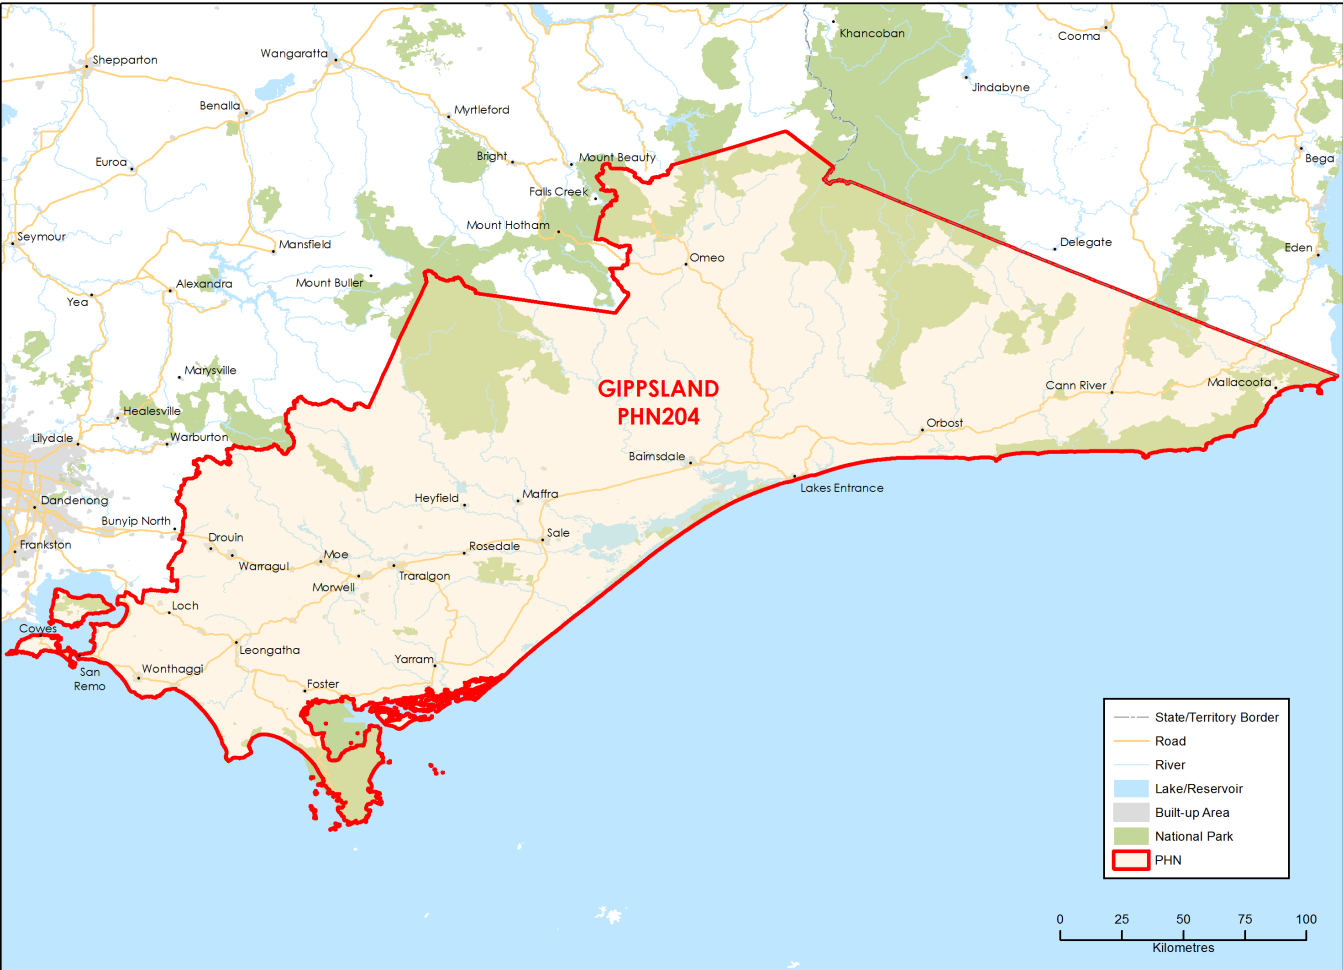 Khancoban
Cooma
Shepparton
Wangaratta
Jindabyne
Benalla
Myrtleford
Euroa
Bright
Mount Beauty
Bega
Falls Creek
Mount Hotham
Seymour
Mansfield
Delegate
Eden
Omeo
Mount Buller
Alexandra
Yea
Marysville
GIPPSLAND
PHN204
Cann River
Mallacoota
Healesville
Lilydale
Warburton
Orbost
Bairnsdale
Lakes Entrance
Dandenong
Heyfield
Maffra
Bunyip North
Frankston
Drouin
Sale
Rosedale
Moe
Warragul
Morwell
Traralgon
Loch
Cowes
Leongatha
Yarram
San
Remo
Wonthaggi
Foster
State/Territory Border
Road
River
Lake/Reservoir
Built-up Area
National Park
PHN
0 25 50 75 100
Kilometres